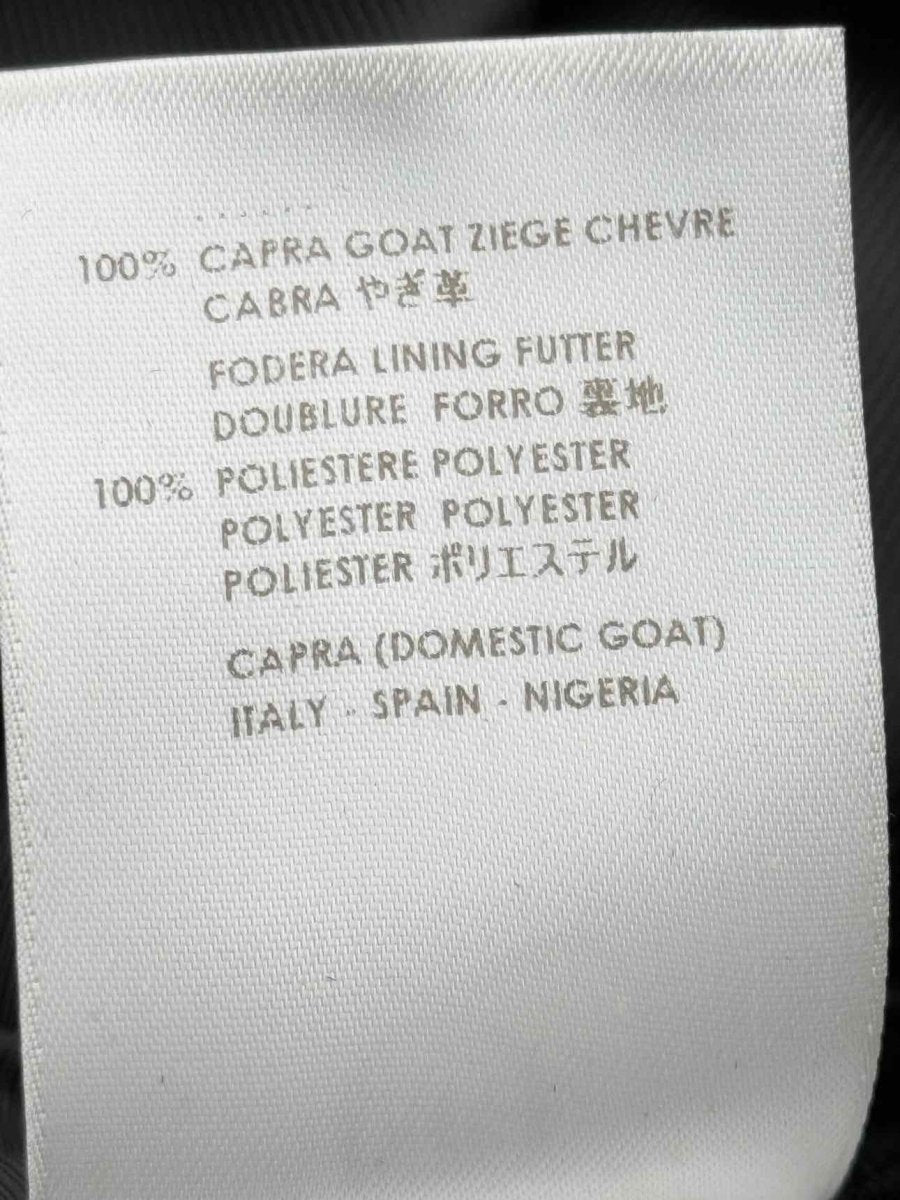 100% CAPRA GOAT ZIEGE CHEVRE
CABRA やぎ革
FODERA LINING FUTTER
DOUBLURE FORRO 裏地
100% POLIESTERE POLYESTER
POLYESTER POLYESTER
POLIESTER ポリエステル
CAPRA (DOMESTIC GOAT)
ITALY - SPAIN - NIGERIA